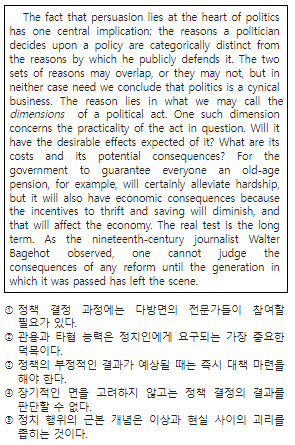 The fact that persuasion lies at the heart of politics
has one central implication: the reasons a politician
decides upon a policy are categorically distinct from
the reasons by which he publicly defends it. The two
sets of reasons may overlap, or they may not, but in
neither case need we conclude that politics is a cynical
business. The reason lies in what we may call the
dimensions of a political act. One such dimension
concerns the practicality of the act in question. Will it
have the desirable effects expected of it? What are its
costs and its potential consequences? For the
government to guarantee everyone an old-age
pension, for example, will certainly alleviate hardship,
but it will also have economic consequences because
the incentives to thrift and saving will diminish, and
that will affect the economy. The real test is the long
term. As the nineteenth-century journalist Walter
Bagehot observed, one cannot judge the
consequences of any reform until the generation in
which it was passed has left the scene.
① 정책 결정 과정에는 다방면의 전문가들이 참여할
필요가 있다.
② 관용과 타협 능력은 정치인에게 요구되는 가장 중요한
덕목이다.
③ 정책의 부정적인 결과가 예상될 때는 즉시 대책 마련을
해야 한다.
④ 장기적인 면을 고려하지 않고는 정책 결정의 결과를
판단할 수 없다.
⑤ 정치 행위의 근본 개념은 이상과 현실 사이의 괴리를
좁히는 것이다.